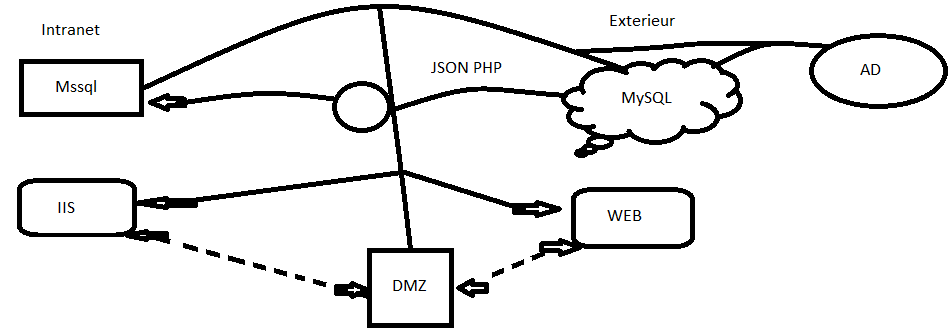 Intranet
Exterieur
Mssql
JSON PHP
MySQL
AD
IIS
WEB
DMZ